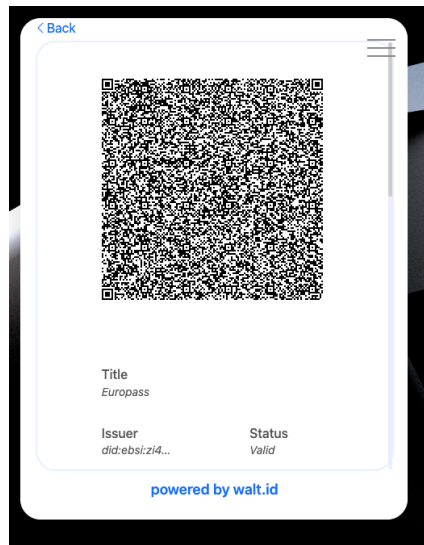 Back
Title
Europass
Issuer
Status
did:ebsi:zi4...
Valid
powered by walt.id